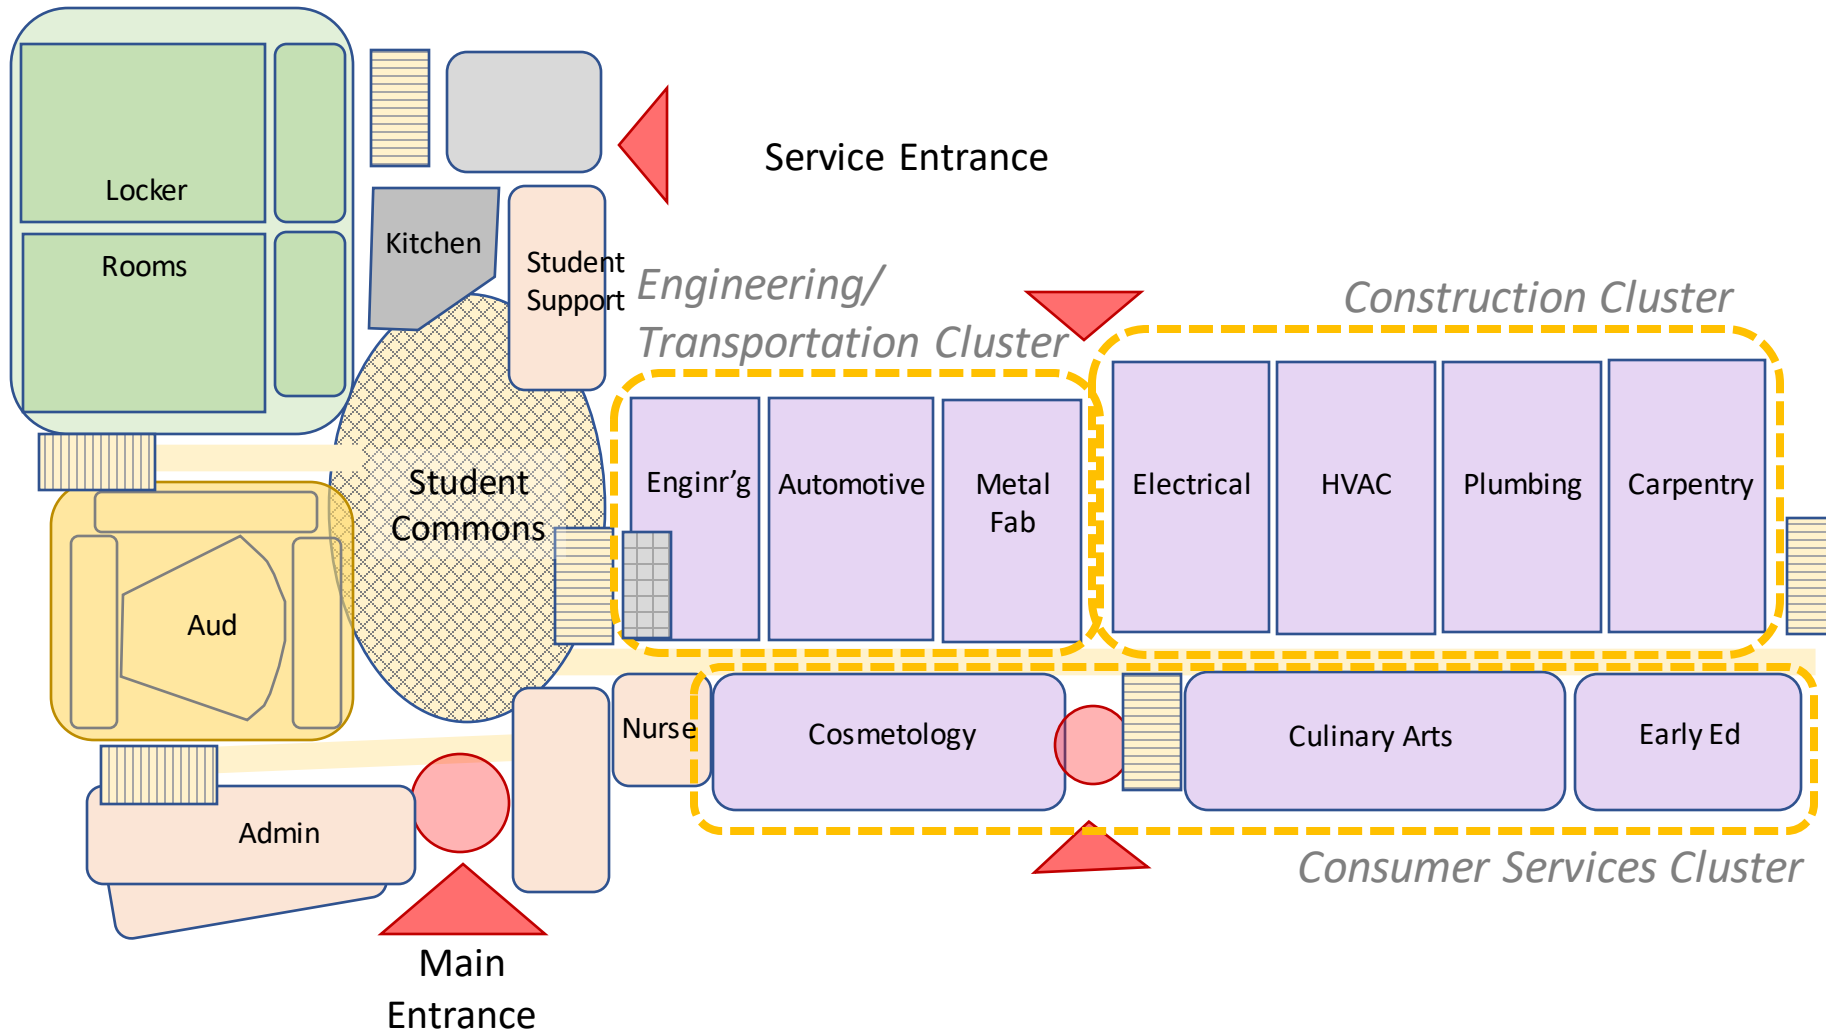 Service Entrance
Locker
Rooms
Kitchen
Student
Support
Engineering/
Transportation Cluster
Construction Cluster
Student
Commons
Enginr’g
Automotive
Metal
Fab
Electrical
HVAC
Plumbing
Carpentry
Aud
Nurse
Cosmetology
Culinary Arts
Early Ed
Admin
Consumer Services Cluster
Main
Entrance